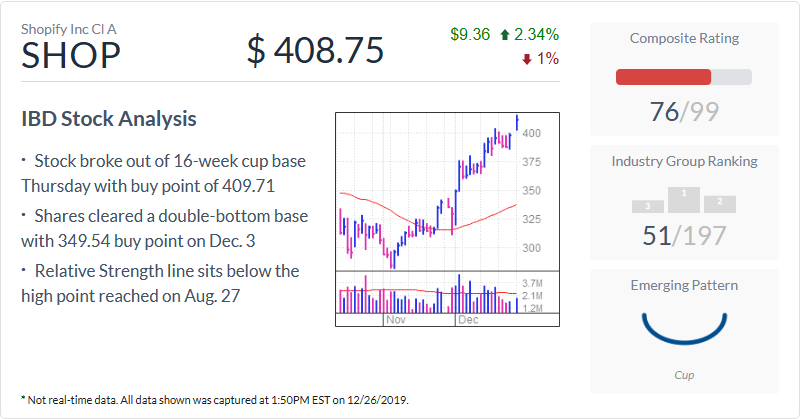 Shopify Inc Cl A
SHOP
$ 408.75
$9.36 2.34%
1%
IBD Stock Analysis
· Stock broke out of 16-week cup base
Thursday with buy point of 409.71
· Shares cleared a double-bottom base
with 349.54 buy point on Dec. 3
· Relative Strength line sits below the
high point reached on Aug. 27
400
375
350
325
300
3.7M
2.1M
1.2M
Nov Dec
Composite Rating
76/99
Industry Group Ranking
3 1 2
51/197
Emerging Pattern
Cup
* Not real-time data. All data shown was captured at 1:50PM EST on 12/26/2019.